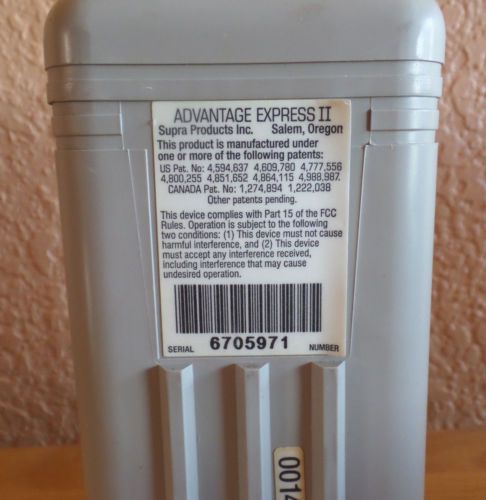 ADVANTAGE EXPRESS II
Supra Products Inc. Salem, Oregon
This product is manufactured under
one or more of the following patents:
US Pat. No: 4,594,637 4,609,780 4,777,556
4,800,255 4,851,652 4,864,115 4,988,987.
CANADA Pat. No: 1,274,894 1,222,038
Other patents pending.
This device complies with Part 15 of the FCC
Rules. Operation is subject to the following
two conditions: (1) This device must not cause
harmful interference, and (2) This device
must accept any interference received,
including interference that may cause
undesired operation.
SERIAL 6705971 NUMBER
0014